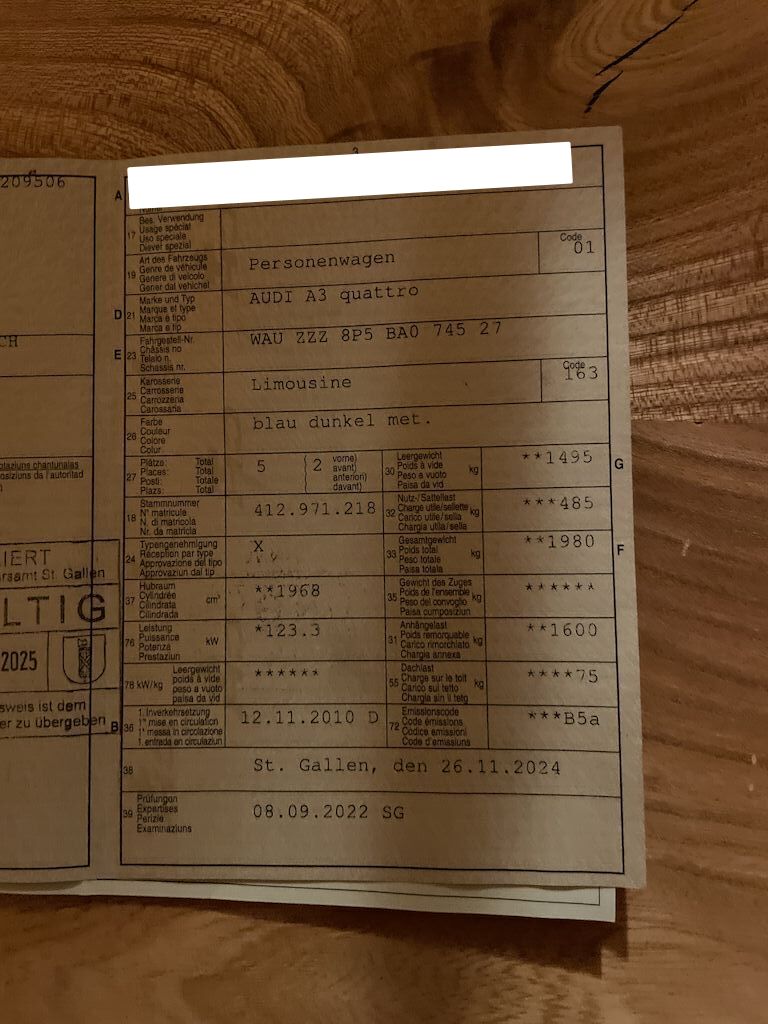 209506
CH
otaziuns chantunalas
posiziuns da l'autoritad
IERT
rsamt St. Gallen
LTIG
2025
sweis ist dem
er zu übergeben
3
A
Name
17
Bes. Verwendung
Usage spécial
Uso speciale
Diever spezial
19
Art des Fahrzeugs
Genre de véhicule
Genere di veicolo
Gener dal vehichel
Personenwagen
Code
01
D 21
Marke und Typ
Marque et type
Marca e tipo
Marca e tip
AUDI A3 quattro
E 23
Fahrgestell-Nr.
Châssis no
Telaio n.
Schassis nr.
WAU ZZZ 8P5 BA0 745 27
25
Karosserie
Carrosserie
Carrozzeria
Carossaria
Limousine
Code
163
26
Farbe
Couleur
Colore
Colur
blau dunkel met.
27
Plätze: Total
Places: Total
Posti: Totale
Plazs: Total
5
2
vorne)
avant)
anteriori)
davant)
30
Leergewicht
Poids à vide
Peso a vuoto
Paisa da vid
kg
**1495
G
18
Stammnummer
N° matricule
N. di matricola
Nr. da matricla
412.971.218
32
Nutz-/Sattellast
Charge utile/sellette
Carico utile/sella
Chargia utila/sella
kg
***485
24
Typengenehmigung
Réception par type
Approvazione del tipo
Approvaziun dal tip
X
33
Gesamtgewicht
Poids total
Peso totale
Paisa totala
kg
**1980
F
37
Hubraum
Cylindrée
Cilindrata
Cilindrada
cm³
**1968
35
Gewicht des Zuges
Poids de l'ensemble
Peso del convoglio
Paisa cumposiziun
kg
******
76
Leistung
Puissance
Potenza
Prestaziun
kW
*123.3
31
Anhängelast
Poids remorquable
Carico rimorchiato
Chargia annexa
kg
**1600
78 kW/kg
Leergewicht
poids à vide
peso a vuoto
paisa da vid
******
55
Dachlast
Charge sur le toit
Carico sul tetto
Chargia sin il tetg
kg
****75
B 36
1. Inverkehrsetzung
1re mise en circulation
1a messa in circolazione
1. entrada en circulaziun
12.11.2010 D
72
Emissionscode
Code émissions
Codice emissioni
Code d'emissiuns
***B5a
38
St. Gallen, den 26.11.2024
39
Prüfungen
Expertises
Perizie
Examinaziuns
08.09.2022 SG